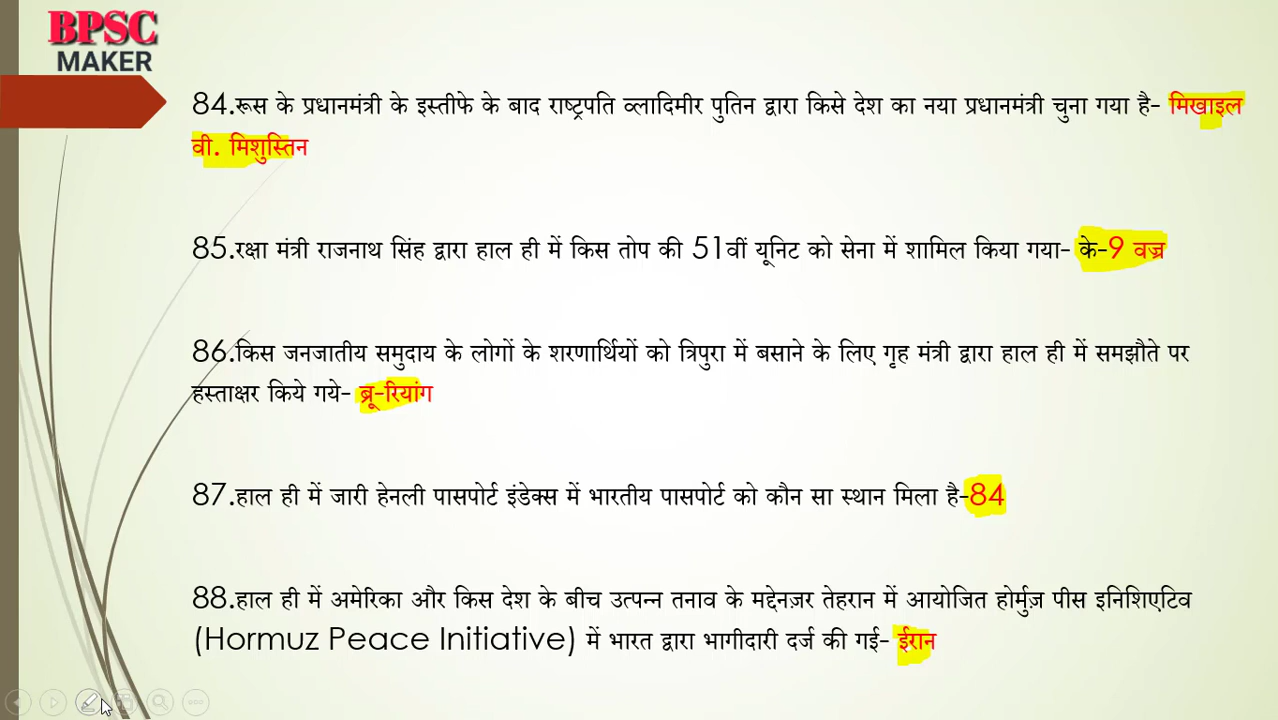 BPSC
MAKER
84.रूस के प्रधानमंत्री के इस्तीफे के बाद राष्ट्रपति व्लादिमीर पुतिन द्वारा किसे देश का नया प्रधानमंत्री चुना गया है- मिखाइल
वी. मिशुस्तिन
85.रक्षा मंत्री राजनाथ सिंह द्वारा हाल ही में किस तोप की 51वीं यूनिट को सेना में शामिल किया गया- के-9 वज्र
86.किस जनजातीय समुदाय के लोगों के शरणार्थियों को त्रिपुरा में बसाने के लिए गृह मंत्री द्वारा हाल ही में समझौते पर
हस्ताक्षर किये गये- ब्रू-रियांग
87.हाल ही में जारी हेनली पासपोर्ट इंडेक्स में भारतीय पासपोर्ट को कौन सा स्थान मिला है-84
88.हाल ही में अमेरिका और किस देश के बीच उत्पन्न तनाव के मद्देनज़र तेहरान में आयोजित होर्मुज़ पीस इनिशिएटिव
(Hormuz Peace Initiative) में भारत द्वारा भागीदारी दर्ज की गई- ईरान